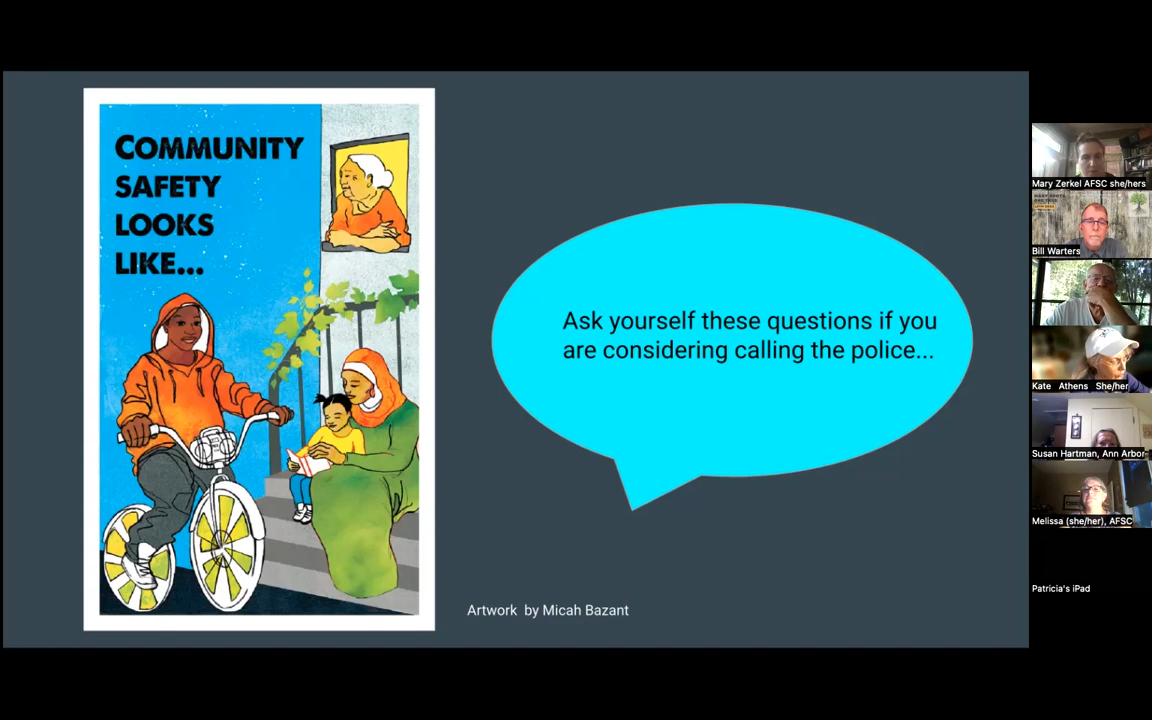 COMMUNITY
SAFETY
LOOKS
LIKE...
Ask yourself these questions if you
are considering calling the police...
Artwork by Micah Bazant
Mary Zerkel AFSC she/hers
Bill Warters
Kate Athens She/her
Susan Hartman, Ann Arbor
Melissa (she/her), AFSC
Patricia's iPad